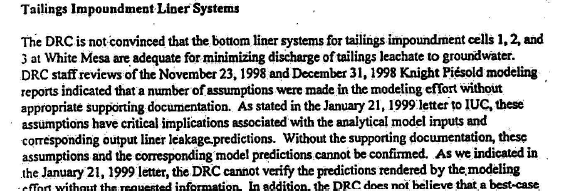 Tailings Impoundment Liner Systems
The DRC is not convinced that the bottom liner systems for tailings impoundment cells 1, 2, and
3 at White Mesa are adequate for minimizing discharge of tailings leachate to groundwater.
DRC staff reviews of the November 23, 1998 and December 31, 1998 Knight Piésold modeling
reports indicated that a number of assumptions were made in the modeling effort without
appropriate supporting documentation. As stated in the January 21, 1999 letter to IUC, these
assumptions have critical implications associated with the analytical model inputs and
corresponding output liner leakage predictions. Without the supporting documentation, these
assumptions and the corresponding model predictions cannot be confirmed. As we indicated in
the January 21, 1999 letter, the DRC cannot verify the predictions rendered by the modeling
effort without the requested information. In addition, the DRC does not believe that a best-case